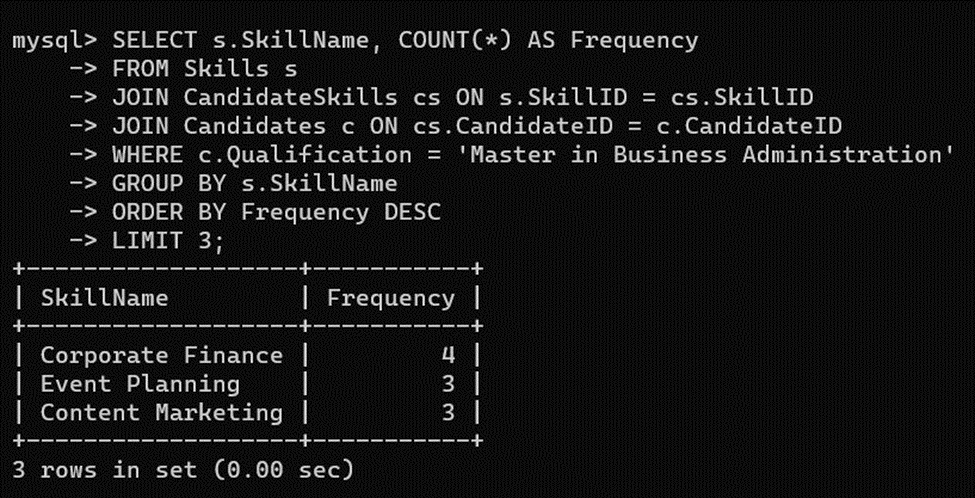 mysql> SELECT s.SkillName, COUNT(*) AS Frequency
    -> FROM Skills s
    -> JOIN CandidateSkills cs ON s.SkillID = cs.SkillID
    -> JOIN Candidates c ON cs.CandidateID = c.CandidateID
    -> WHERE c.Qualification = 'Master in Business Administration'
    -> GROUP BY s.SkillName
    -> ORDER BY Frequency DESC
    -> LIMIT 3;
+-------------------+-----------+
| SkillName         | Frequency |
+-------------------+-----------+
| Corporate Finance |         4 |
| Event Planning    |         3 |
| Content Marketing |         3 |
+-------------------+-----------+
3 rows in set (0.00 sec)